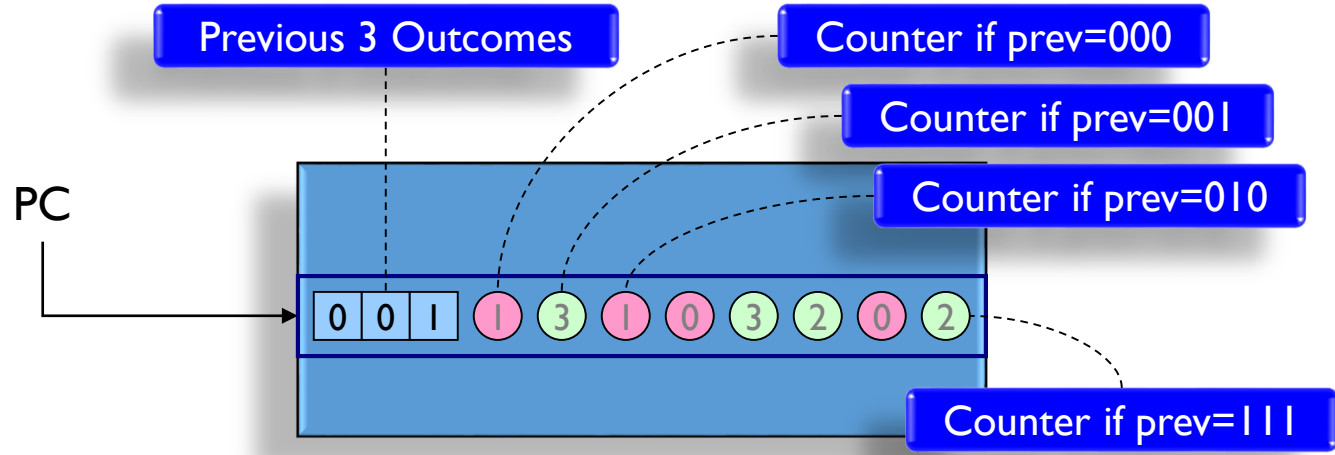 Previous 3 Outcomes
Counter if prev=000
Counter if prev=001
PC
Counter if prev=010
0 0 1 1 3 1 0 3 2 0 2
Counter if prev=111